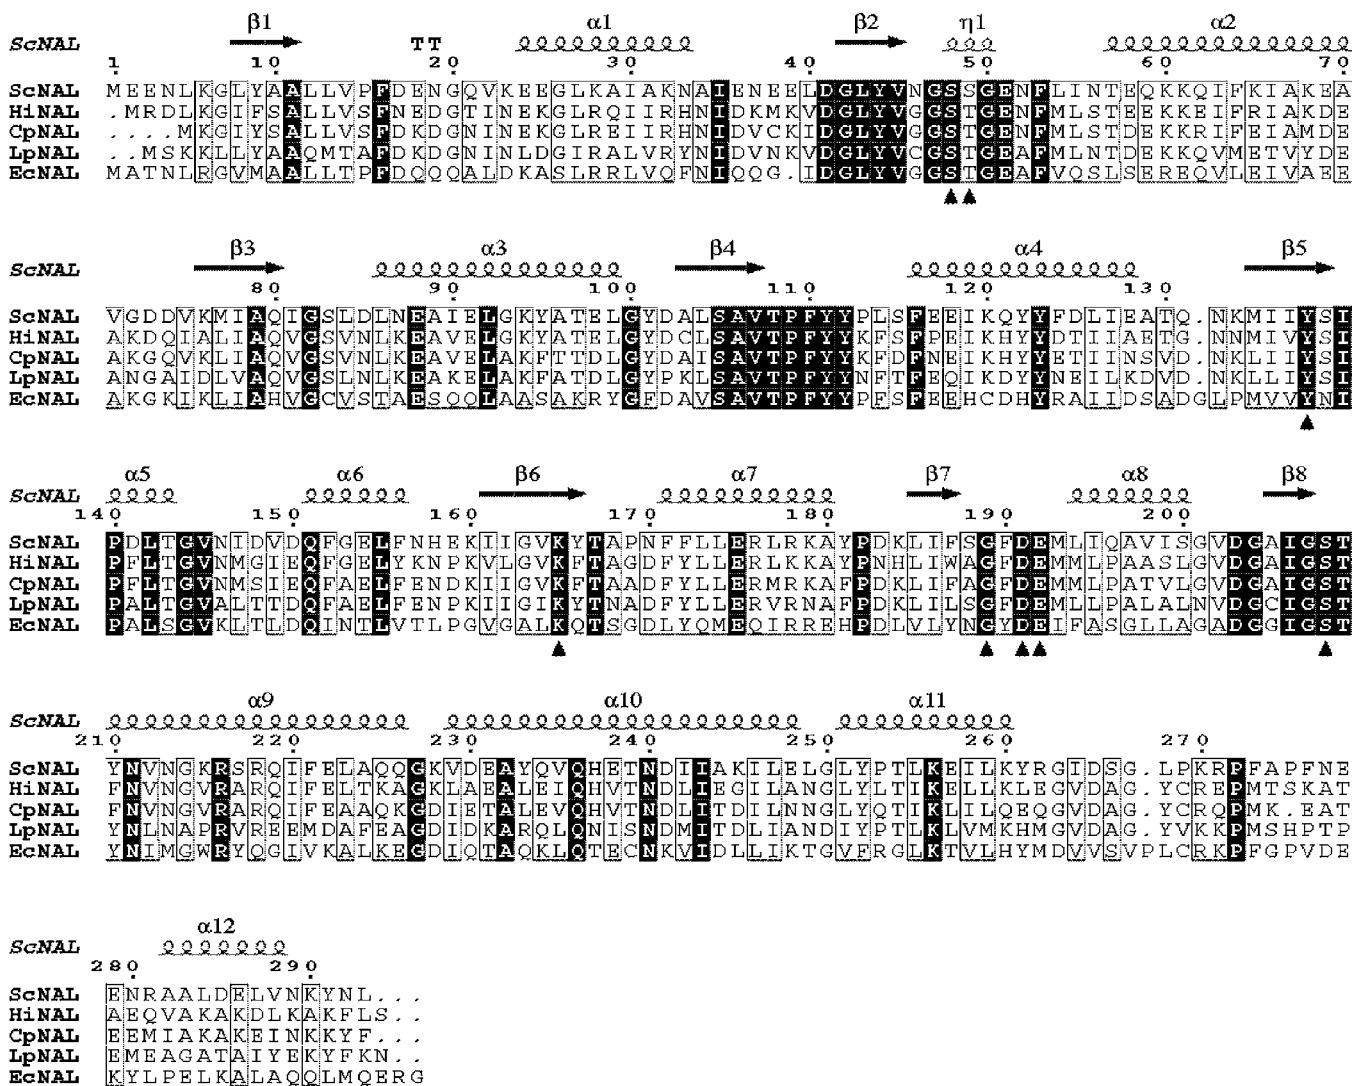 β1 α1 β2 η1 α2
ScNAL TT
1 10 20 30 40 50 60 70
ScNAL MEENLKGLYAALLVPFDENGQVKEEGLKAIAKNAIENEELDGLYVNGSSGENFLINTEQKKQIFKIAKEA
HiNAL .MRDLKGIFSALLVSFNEDGTINEKGLRQIIRHNIDKMKVDGLYVGGSTGENFMLSTEEKKEIFRIAKDE
CpNAL ....MKGIYSALLVSFDKDGNINEKGLREIIRHNIDVCKIDGLYVGGSTGENFMLSTDEKKRIFEIAMDE
LpNAL ..MSKKLLYAAQMTAFDKDGNINLDGIRALVRYNIDVNKVDGLYVCGSTGEAFMLNTDEKKQVMETVYDE
EcNAL MATNLRGVMAALLTPFDQQQALDKASLRRLVQFNIQQG.IDGLYVGGSTGEAFVQSLSEREQVLEIVAEE
β3 α3 β4 α4 β5
ScNAL
80 90 100 110 120 130
ScNAL VGDDVKMIAQIGSLDLNEAIELGKYATELGYDALSAVTPFYYPLSFEEIKQYYFDLIEATQ.NKMIIYSI
HiNAL AKDQIALIAQVGSVNLKEAVELGKYATELGYDCLSAVTPFYYKFSFPEIKHYYDTIIAETG.NNMIVYSI
CpNAL AKGQVKLIAQVGSVNLKEAVELAKFTTDLGYDAISAVTPFYYKFDFNEIKHYYETIINSVD.NKLIIYSI
LpNAL ANGAIDLVAQVGSLNLKEAKELAKFATDLGYPKLSAVTPFYYNFTFEQIKDYYNEILKDVD.NKLLIYSI
EcNAL AKGKIKLIAHVGCVSTAESQQLAASAKRYGFDAVSAVTPFYYPFSFEEHCDHYRAIIDSADGLPMVVYNI
α5 α6 β6 α7 β7 α8 β8
ScNAL
140 150 160 170 180 190 200
ScNAL PDLTGVNIDVDQFGELFNHEKIIGVKYTAPNFFLLERLRKAYPDKLIFSGFDEMLIQAVISGVDGAIGST
HiNAL PFLTGVNMGIEQFGELYKNPKVLGVKFTAGDFYLLERLKKAYPNHLIWAGFDEMMLPAASLGVDGAIGST
CpNAL PFLTGVNMSIEQFAELFENDKIIGVKFTAADFYLLERMRKAFPDKLIFAGFDEMMLPATVLGVDGAIGST
LpNAL PALTGVALTTDQFAELFENPKIIGIKYTNADFYLLERVRNAFPDKLILSGFDEMLLPALALNVDGCIGST
EcNAL PALSGVKLTLDQINTLVTLPGVGALKQTSGDLYQMEQIRREHPDLVLYNGYDEIFASGLLAGADGGIGST
α9 α10 α11
ScNAL
210 220 230 240 250 260 270
ScNAL YNVNGKRSRQIFELAQQGKVDEAYQVQHETNDIIAKILELGLYPTLKEILKYRGIDSG.LPKRPFAPFNE
HiNAL FNVNGVRARQIFELTKAGKLAEALEIQHVTNDLIEGILANGLYLTIKELLKLEGVDAG.YCREPMTSKAT
CpNAL FNVNGVRARQIFEAAQKGDIETALEVQHVTNDLITDILNNGLYQTIKLILQEQGVDAG.YCRQPMK.EAT
LpNAL YNLNAPRVREEMDAFEAGDIDKARQLQNISNDMITDLIANDIYPTLKLVMKHMGVDAG.YVKKPMSHPTP
EcNAL YNIMGWRYQGIVKALKEGDIQTAQKLQTECNKVIDLLIKTGVFRGLKTVLHYMDVVSVPLCRKPFGPVDE
α12
ScNAL
280 290
ScNAL ENRAALDELVNKYNL...
HiNAL AEQVAKAKDLKAKFLS..
CpNAL EEMIAKAKEINKKYF...
LpNAL EMEAGATAIYEKYFKN..
EcNAL KYLPELKALAQQLMQERG